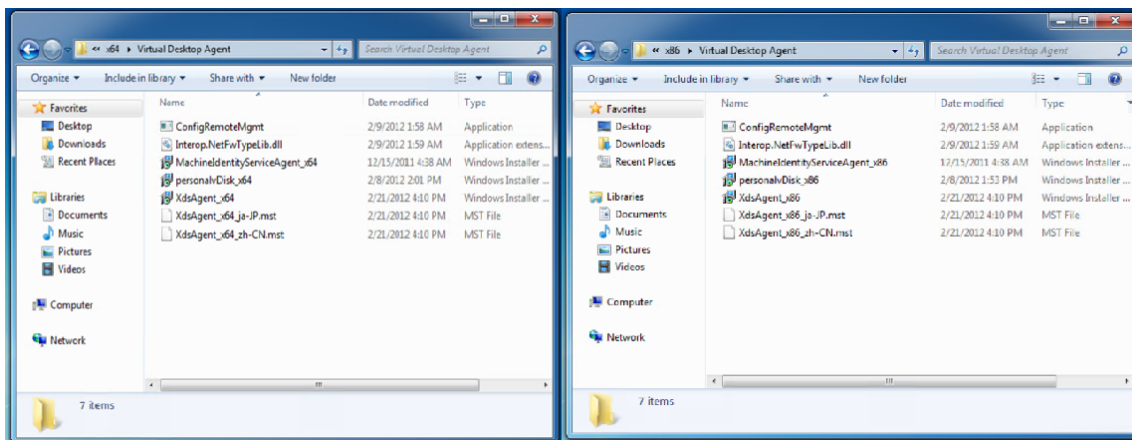 « x64 ▸ Virtual Desktop Agent
Search Virtual Desktop Agent
Organize
Include in library
Share with
New folder
Favorites
Desktop
Downloads
Recent Places
Libraries
Documents
Music
Pictures
Videos
Computer
Network
Name
Date modified
Type
ConfigRemoteMgmt 2/9/2012 1:58 AM Application
Interop.NetFwTypeLib.dll 2/9/2012 1:59 AM Application extens...
MachineIdentityServiceAgent_x64 12/15/2011 4:38 AM Windows Installer ...
personalvDisk_x64 2/8/2012 2:01 PM Windows Installer ...
XdsAgent_x64 2/21/2012 4:10 PM Windows Installer ...
XdsAgent_x64_ja-JP.mst 2/21/2012 4:10 PM MST File
XdsAgent_x64_zh-CN.mst 2/21/2012 4:10 PM MST File
7 items
« x86 ▸ Virtual Desktop Agent
Search Virtual Desktop Agent
Organize
Include in library
Share with
New folder
Favorites
Desktop
Downloads
Recent Places
Libraries
Documents
Music
Pictures
Videos
Computer
Network
Name
Date modified
Type
ConfigRemoteMgmt 2/9/2012 1:58 AM Application
Interop.NetFwTypeLib.dll 2/9/2012 1:59 AM Application extens...
MachineIdentityServiceAgent_x86 12/15/2011 4:38 AM Windows Installer ...
personalvDisk_x86 2/8/2012 1:53 PM Windows Installer ...
XdsAgent_x86 2/21/2012 4:10 PM Windows Installer ...
XdsAgent_x86_ja-JP.mst 2/21/2012 4:10 PM MST File
XdsAgent_x86_zh-CN.mst 2/21/2012 4:10 PM MST File
7 items